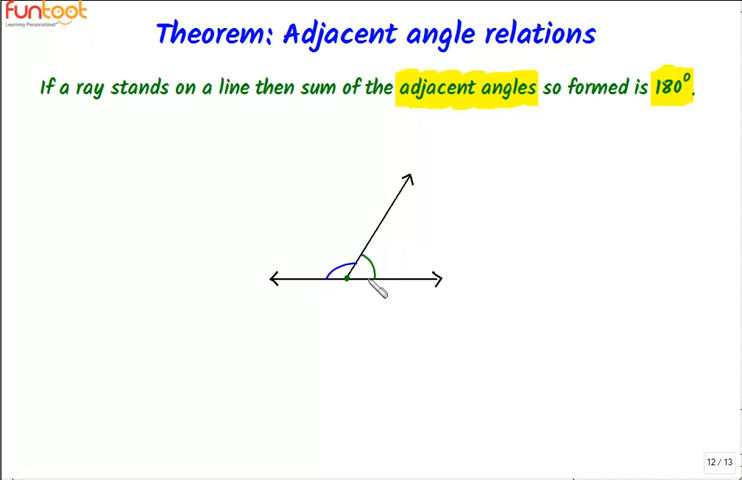 funtoot
Learning Personalized
Theorem: Adjacent angle relations
If a ray stands on a line then sum of the adjacent angles so formed is 180°.
12 / 13